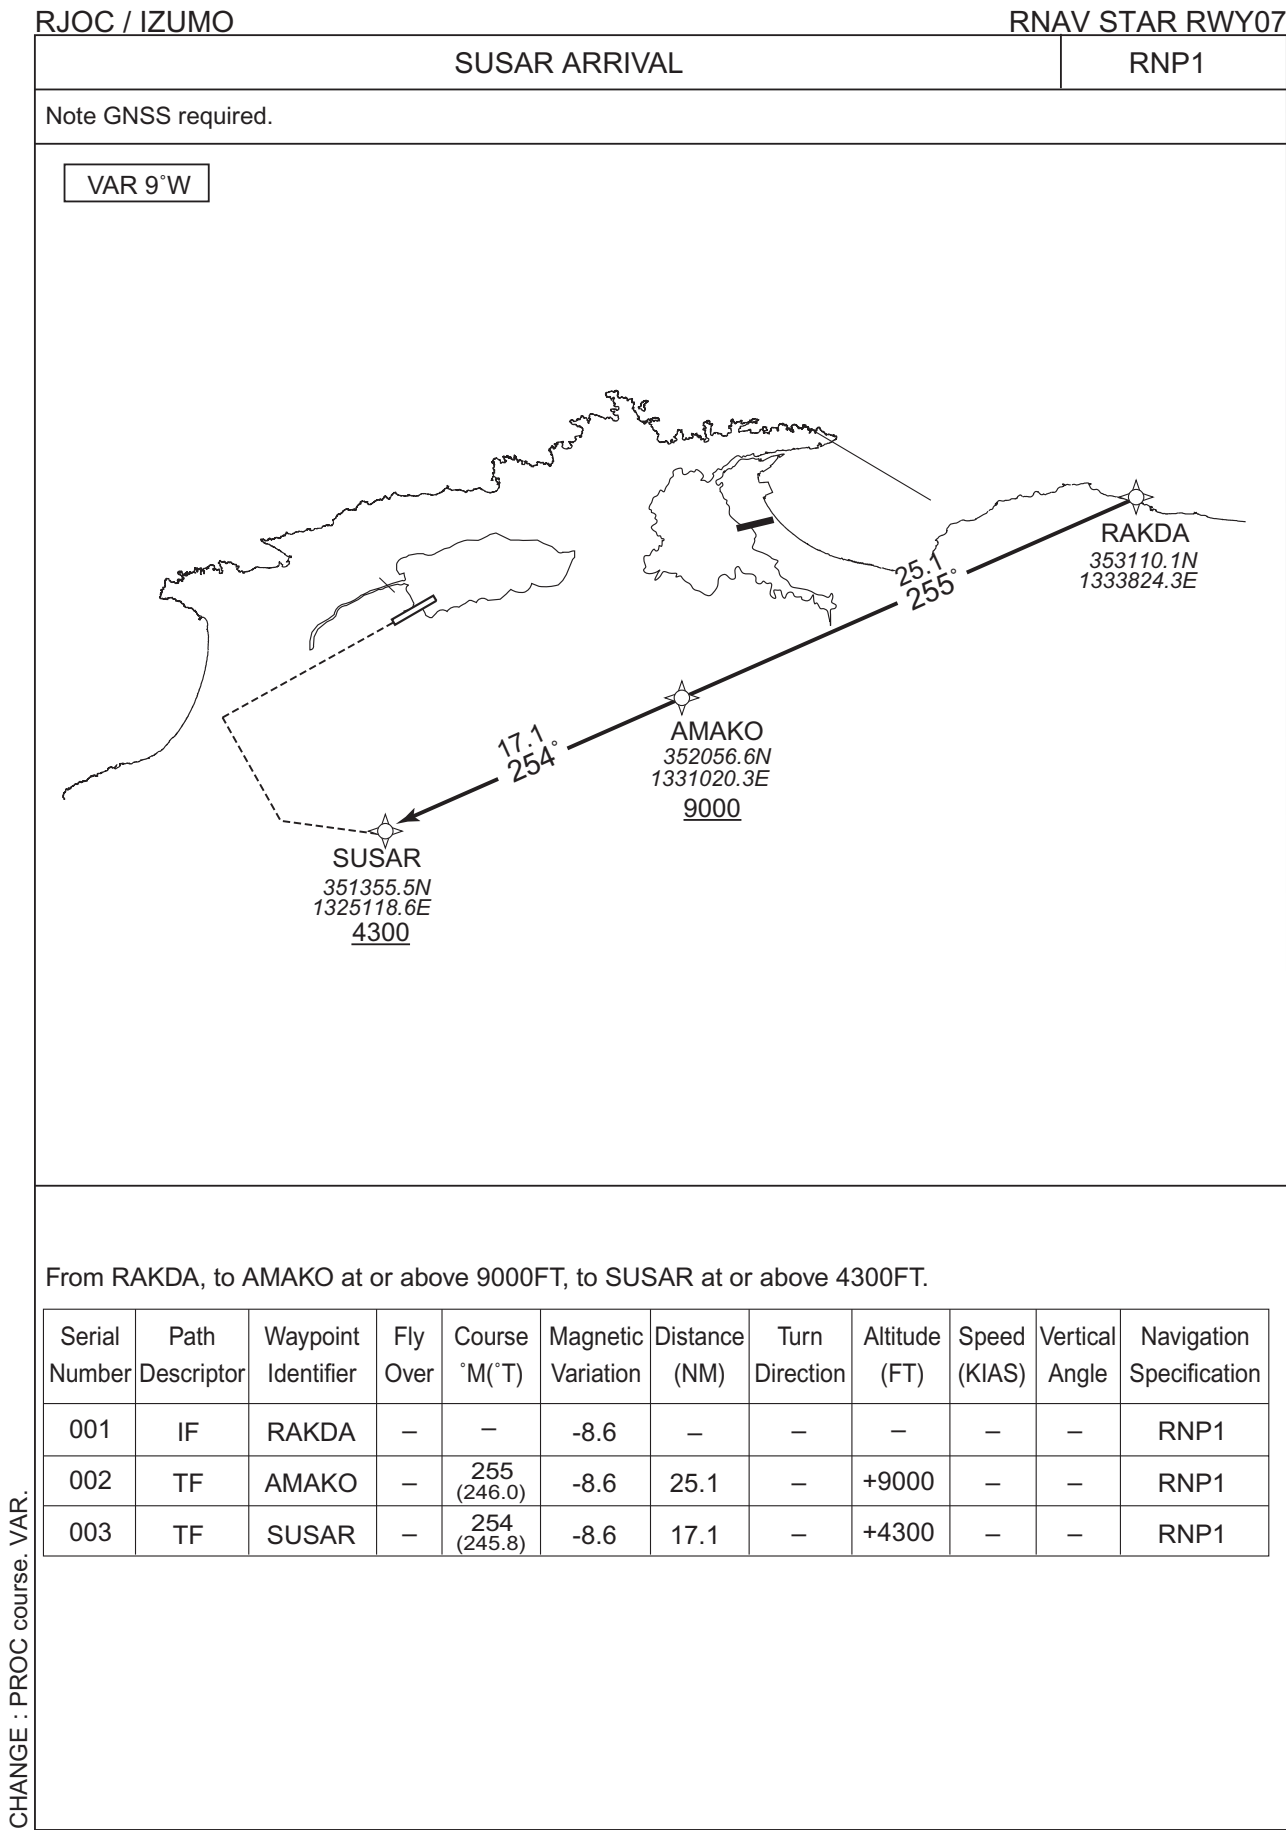 RJOC / IZUMO
RNAV STAR RWY07
SUSAR ARRIVAL
RNP1
Note GNSS required.
VAR 9˚W
RAKDA
353110.1N
1333824.3E
25.1
255˚
AMAKO
352056.6N
1331020.3E
9000
17.1
254˚
SUSAR
351355.5N
1325118.6E
4300
From RAKDA, to AMAKO at or above 9000FT, to SUSAR at or above 4300FT.
Serial Number Path Descriptor Waypoint Identifier Fly Over Course ˚M(˚T) Magnetic Variation Distance (NM) Turn Direction Altitude (FT) Speed (KIAS) Vertical Angle Navigation Specification
001 IF RAKDA – – -8.6 – – – – – RNP1
002 TF AMAKO – 255 (246.0) -8.6 25.1 – +9000 – – RNP1
003 TF SUSAR – 254 (245.8) -8.6 17.1 – +4300 – – RNP1
CHANGE : PROC course. VAR.